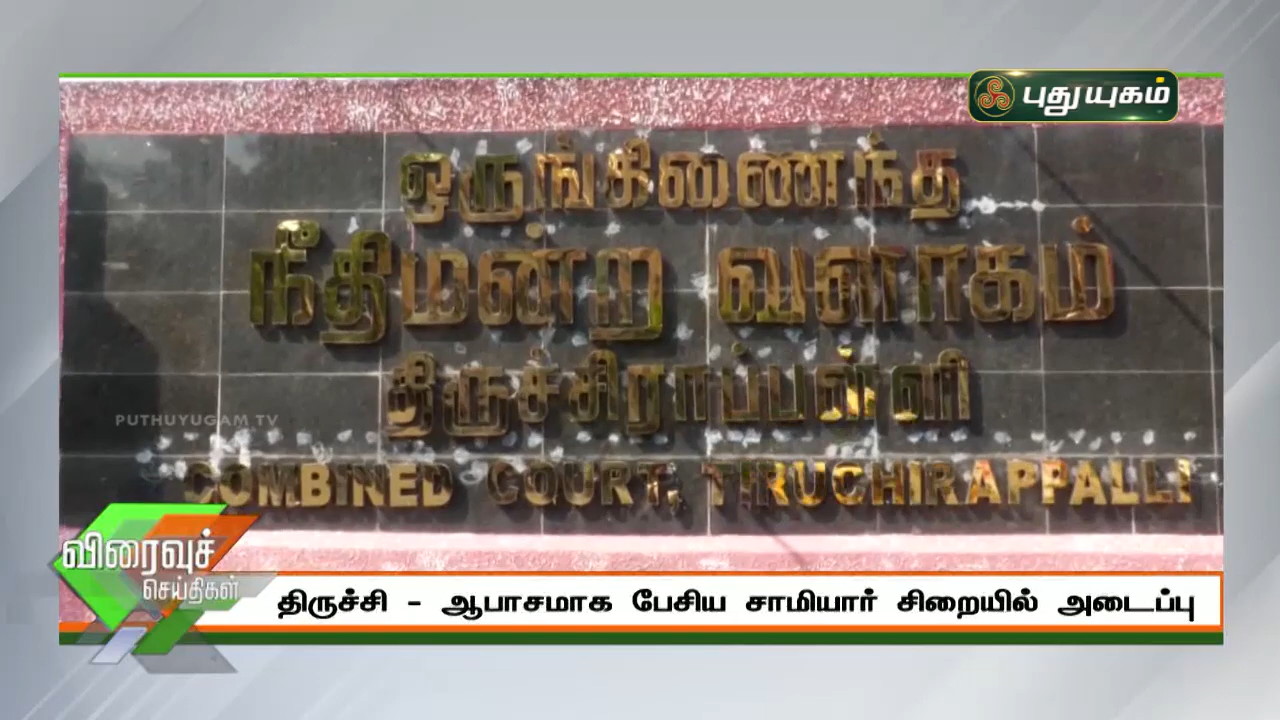 புதுயுகம்
ஒருங்கிணைந்த
நீதிமன்ற வளாகம்
திருச்சிராப்பள்ளி
PUTHUYUGAM TV
COMBINED COURT, TIRUCHIRAPPALLI
விரைவுச்
செய்திகள்
திருச்சி - ஆபாசமாக பேசிய சாமியார் சிறையில் அடைப்பு